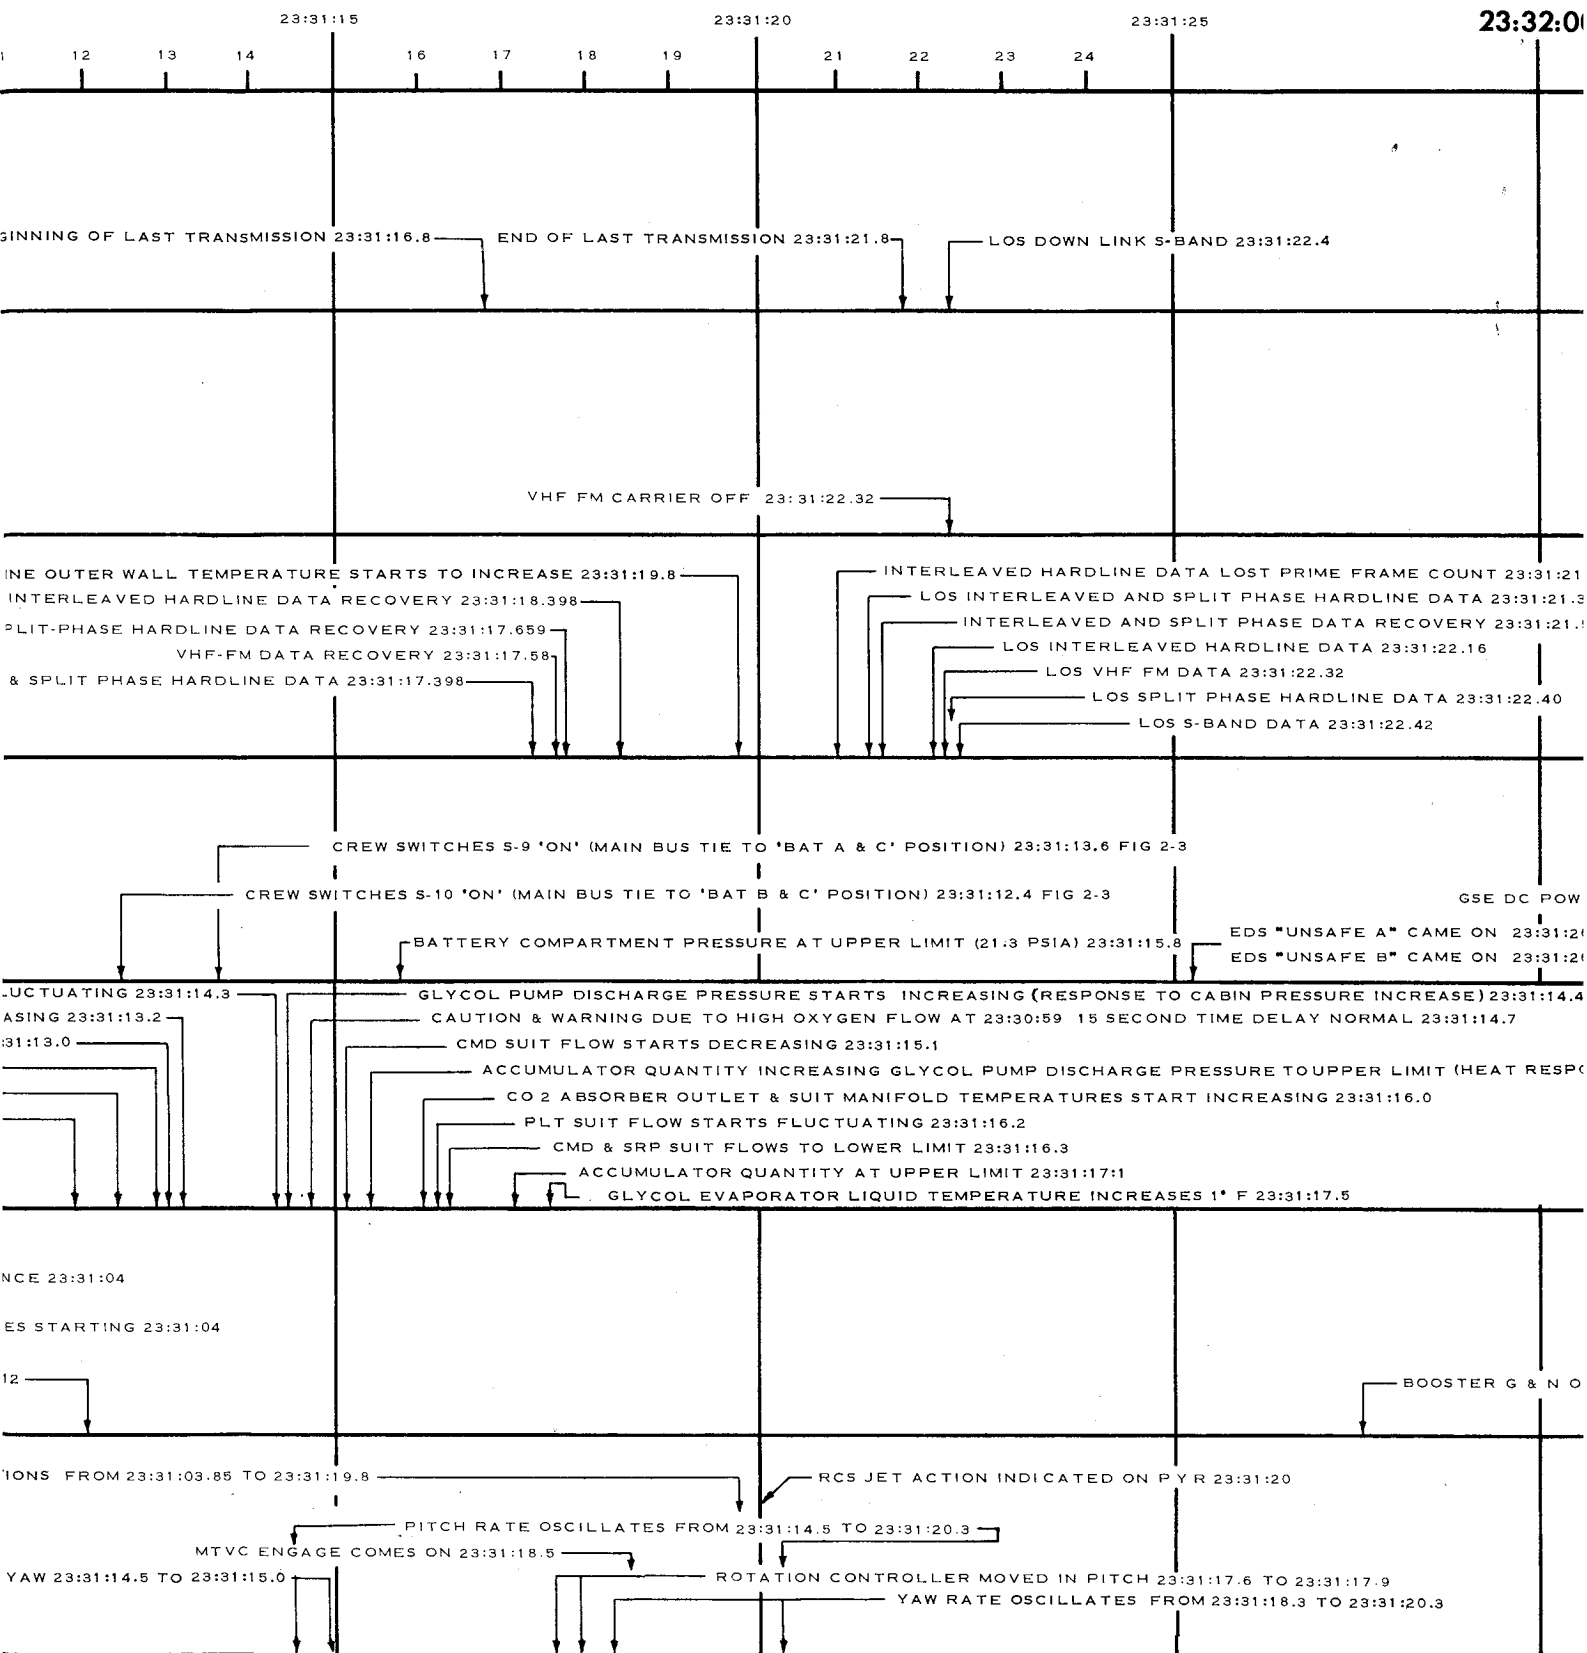 23:31:15 23:31:20 23:31:25 23:32:0
12 13 14 16 17 18 19 21 22 23 24
GINNING OF LAST TRANSMISSION 23:31:16.8
END OF LAST TRANSMISSION 23:31:21.8
LOS DOWN LINK S-BAND 23:31:22.4
VHF FM CARRIER OFF 23:31:22.32
INE OUTER WALL TEMPERATURE STARTS TO INCREASE 23:31:19.8
INTERLEAVED HARDLINE DATA LOST PRIME FRAME COUNT 23:31:21
INTERLEAVED HARDLINE DATA RECOVERY 23:31:18.398
LOS INTERLEAVED AND SPLIT PHASE HARDLINE DATA 23:31:21.3
PLIT-PHASE HARDLINE DATA RECOVERY 23:31:17.659
INTERLEAVED AND SPLIT PHASE DATA RECOVERY 23:31:21.
VHF-FM DATA RECOVERY 23:31:17.58
LOS INTERLEAVED HARDLINE DATA 23:31:22.16
& SPLIT PHASE HARDLINE DATA 23:31:17.398
LOS VHF FM DATA 23:31:22.32
LOS SPLIT PHASE HARDLINE DATA 23:31:22.40
LOS S-BAND DATA 23:31:22.42
CREW SWITCHES S-9 'ON' (MAIN BUS TIE TO 'BAT A & C' POSITION) 23:31:13.6 FIG 2-3
CREW SWITCHES S-10 'ON' (MAIN BUS TIE TO 'BAT B & C' POSITION) 23:31:12.4 FIG 2-3
GSE DC POW
BATTERY COMPARTMENT PRESSURE AT UPPER LIMIT (21.3 PSIA) 23:31:15.8
EDS "UNSAFE A" CAME ON 23:31:2
EDS "UNSAFE B" CAME ON 23:31:2
LUCTUATING 23:31:14.3
GLYCOL PUMP DISCHARGE PRESSURE STARTS INCREASING (RESPONSE TO CABIN PRESSURE INCREASE) 23:31:14.4
ASING 23:31:13.2
CAUTION & WARNING DUE TO HIGH OXYGEN FLOW AT 23:30:59 15 SECOND TIME DELAY NORMAL 23:31:14.7
:31:13.0
CMD SUIT FLOW STARTS DECREASING 23:31:15.1
ACCUMULATOR QUANTITY INCREASING GLYCOL PUMP DISCHARGE PRESSURE TO UPPER LIMIT (HEAT RESPO
CO 2 ABSORBER OUTLET & SUIT MANIFOLD TEMPERATURES START INCREASING 23:31:16.0
PLT SUIT FLOW STARTS FLUCTUATING 23:31:16.2
CMD & SRP SUIT FLOWS TO LOWER LIMIT 23:31:16.3
ACCUMULATOR QUANTITY AT UPPER LIMIT 23:31:17:1
GLYCOL EVAPORATOR LIQUID TEMPERATURE INCREASES 1° F 23:31:17.5
NCE 23:31:04
ES STARTING 23:31:04
12
BOOSTER G & N O
IONS FROM 23:31:03.85 TO 23:31:19.8
RCS JET ACTION INDICATED ON P Y R 23:31:20
PITCH RATE OSCILLATES FROM 23:31:14.5 TO 23:31:20.3
MTVC ENGAGE COMES ON 23:31:18.5
YAW 23:31:14.5 TO 23:31:15.0
ROTATION CONTROLLER MOVED IN PITCH 23:31:17.6 TO 23:31:17.9
YAW RATE OSCILLATES FROM 23:31:18.3 TO 23:31:20.3